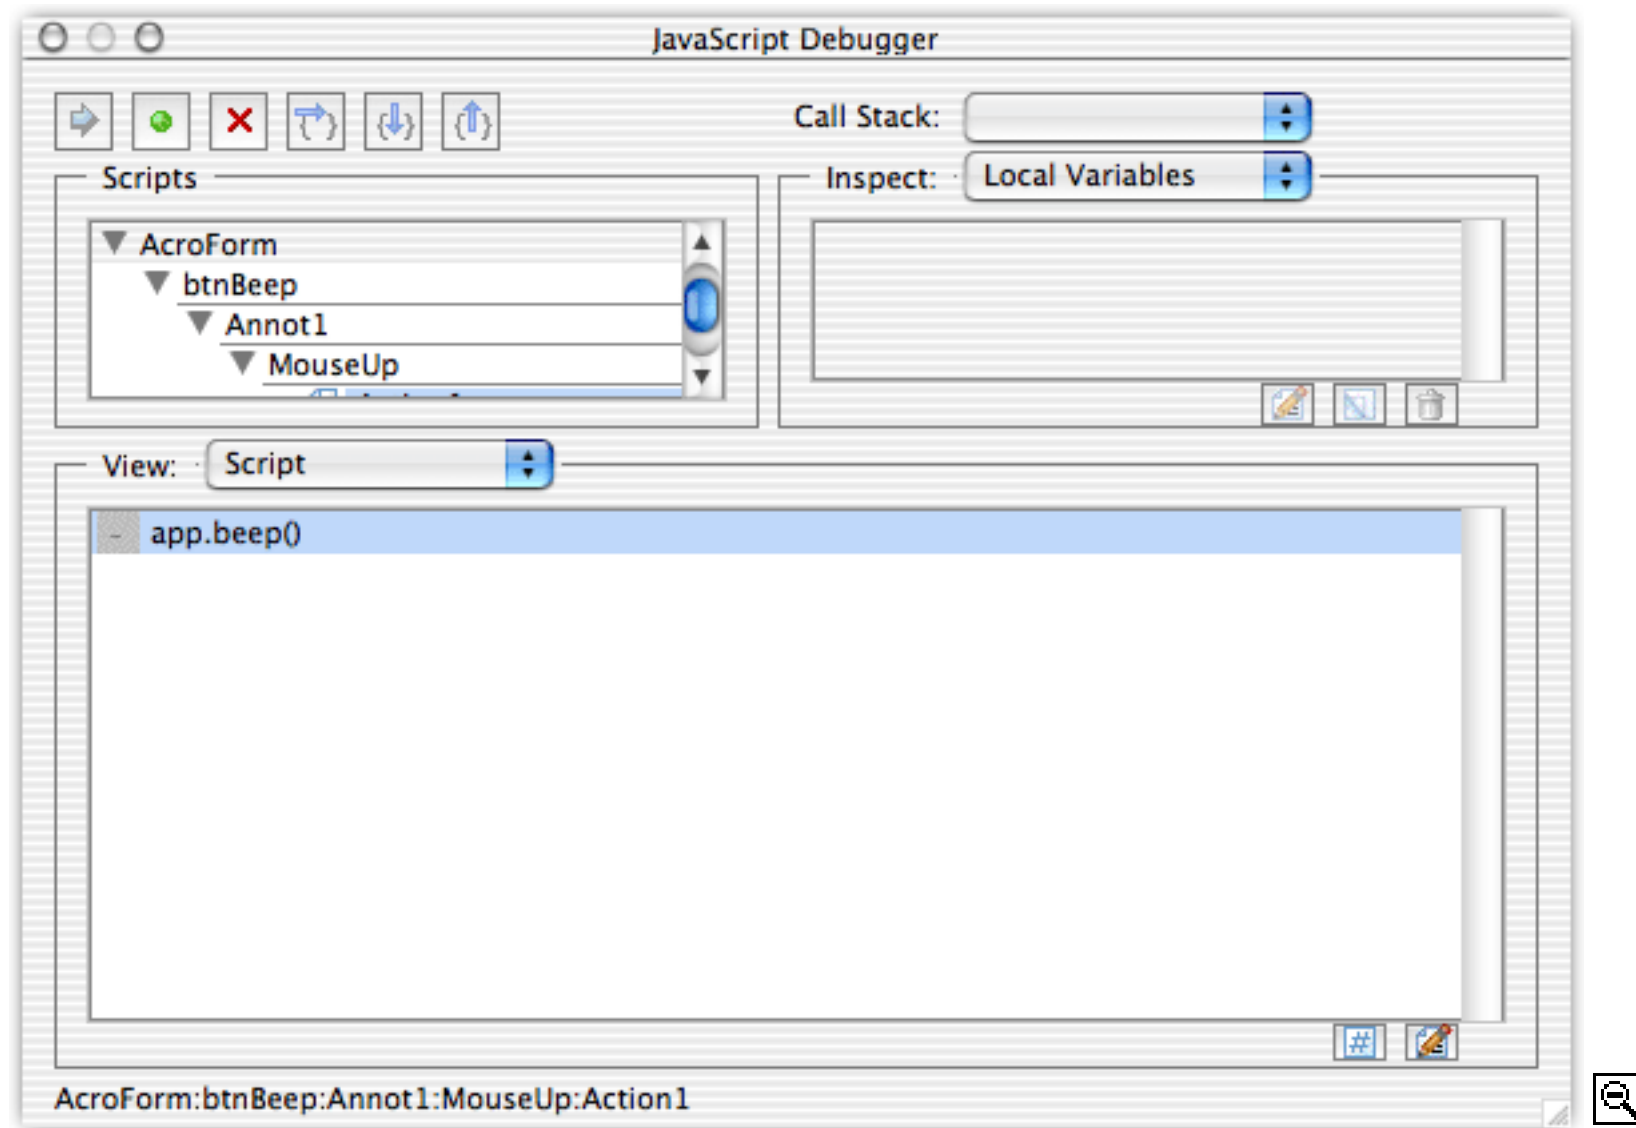 JavaScript Debugger
Call Stack:
Scripts
Inspect: Local Variables
AcroForm
btnBeep
Annot1
MouseUp
View: Script
- app.beep()
#
AcroForm:btnBeep:Annot1:MouseUp:Action1